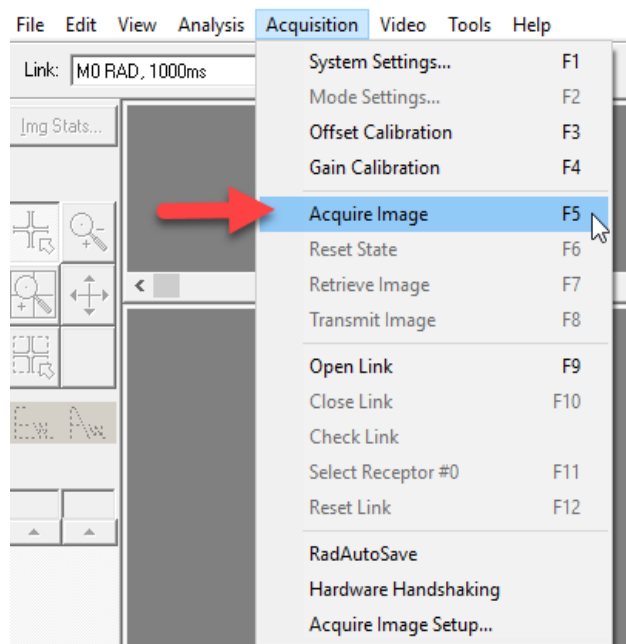 File Edit View Analysis Acquisition Video Tools Help
Link: M0 RAD, 1000ms
Img Stats...
System Settings... F1
Mode Settings... F2
Offset Calibration F3
Gain Calibration F4
Acquire Image F5
Reset State F6
Retrieve Image F7
Transmit Image F8
Open Link F9
Close Link F10
Check Link
Select Receptor #0 F11
Reset Link F12
RadAutoSave
Hardware Handshaking
Acquire Image Setup...